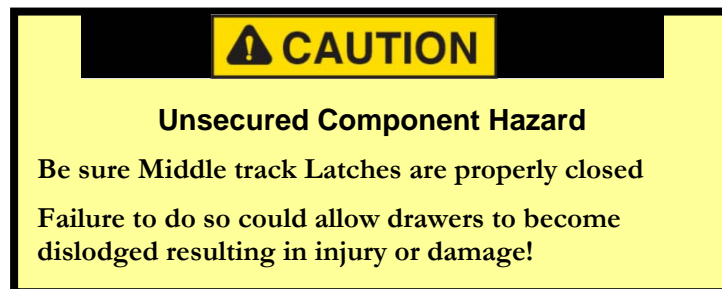 CAUTION
Unsecured Component Hazard
Be sure Middle track Latches are properly closed
Failure to do so could allow drawers to become
dislodged resulting in injury or damage!